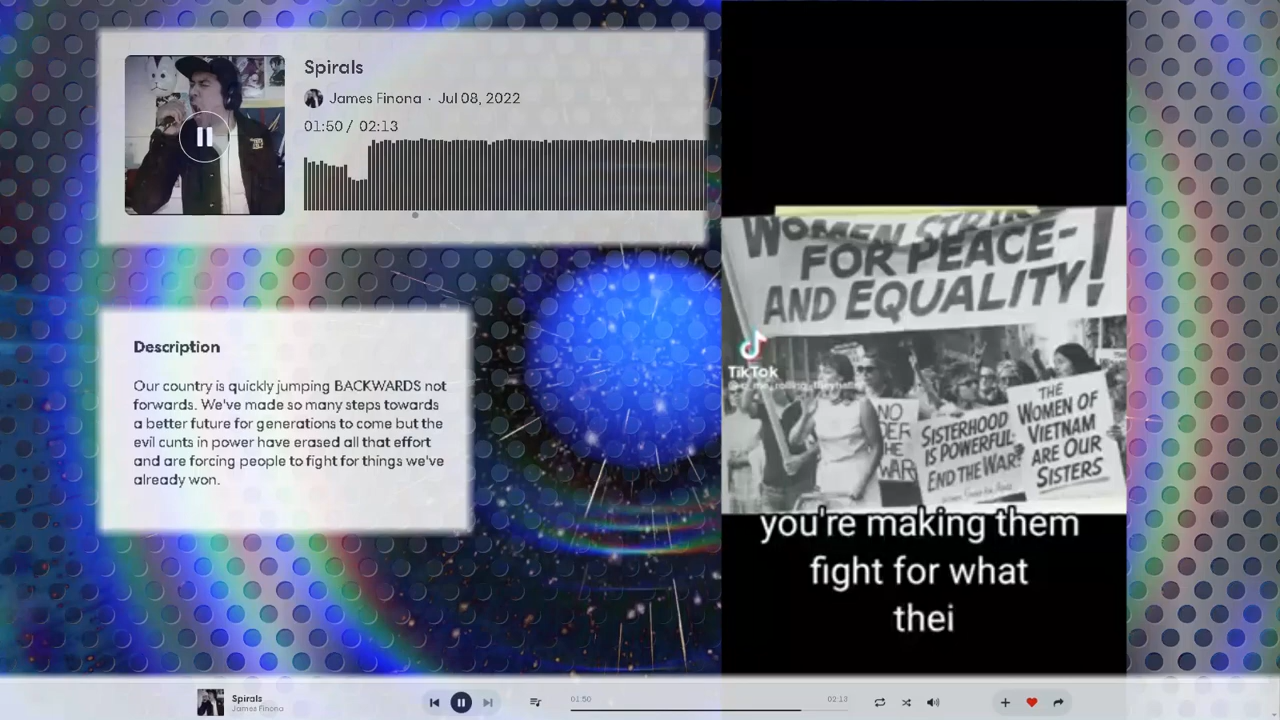 Spirals
James Finona · Jul 08, 2022
01:50 / 02:13
Description
Our country is quickly jumping BACKWARDS not
forwards. We've made so many steps towards
a better future for generations to come but the
evil cunts in power have erased all that effort
and are forcing people to fight for things we've
already won.
WOMEN STRIKE
FOR PEACE-
AND EQUALITY!
TikTok
NO
THE
WAR
SISTERHOOD
IS POWERFUL.
END THE WAR!
THE
WOMEN OF
VIETNAM
ARE OUR
SISTERS
you're making them
fight for what
thei
Spirals
James Finona
01:50
02:13